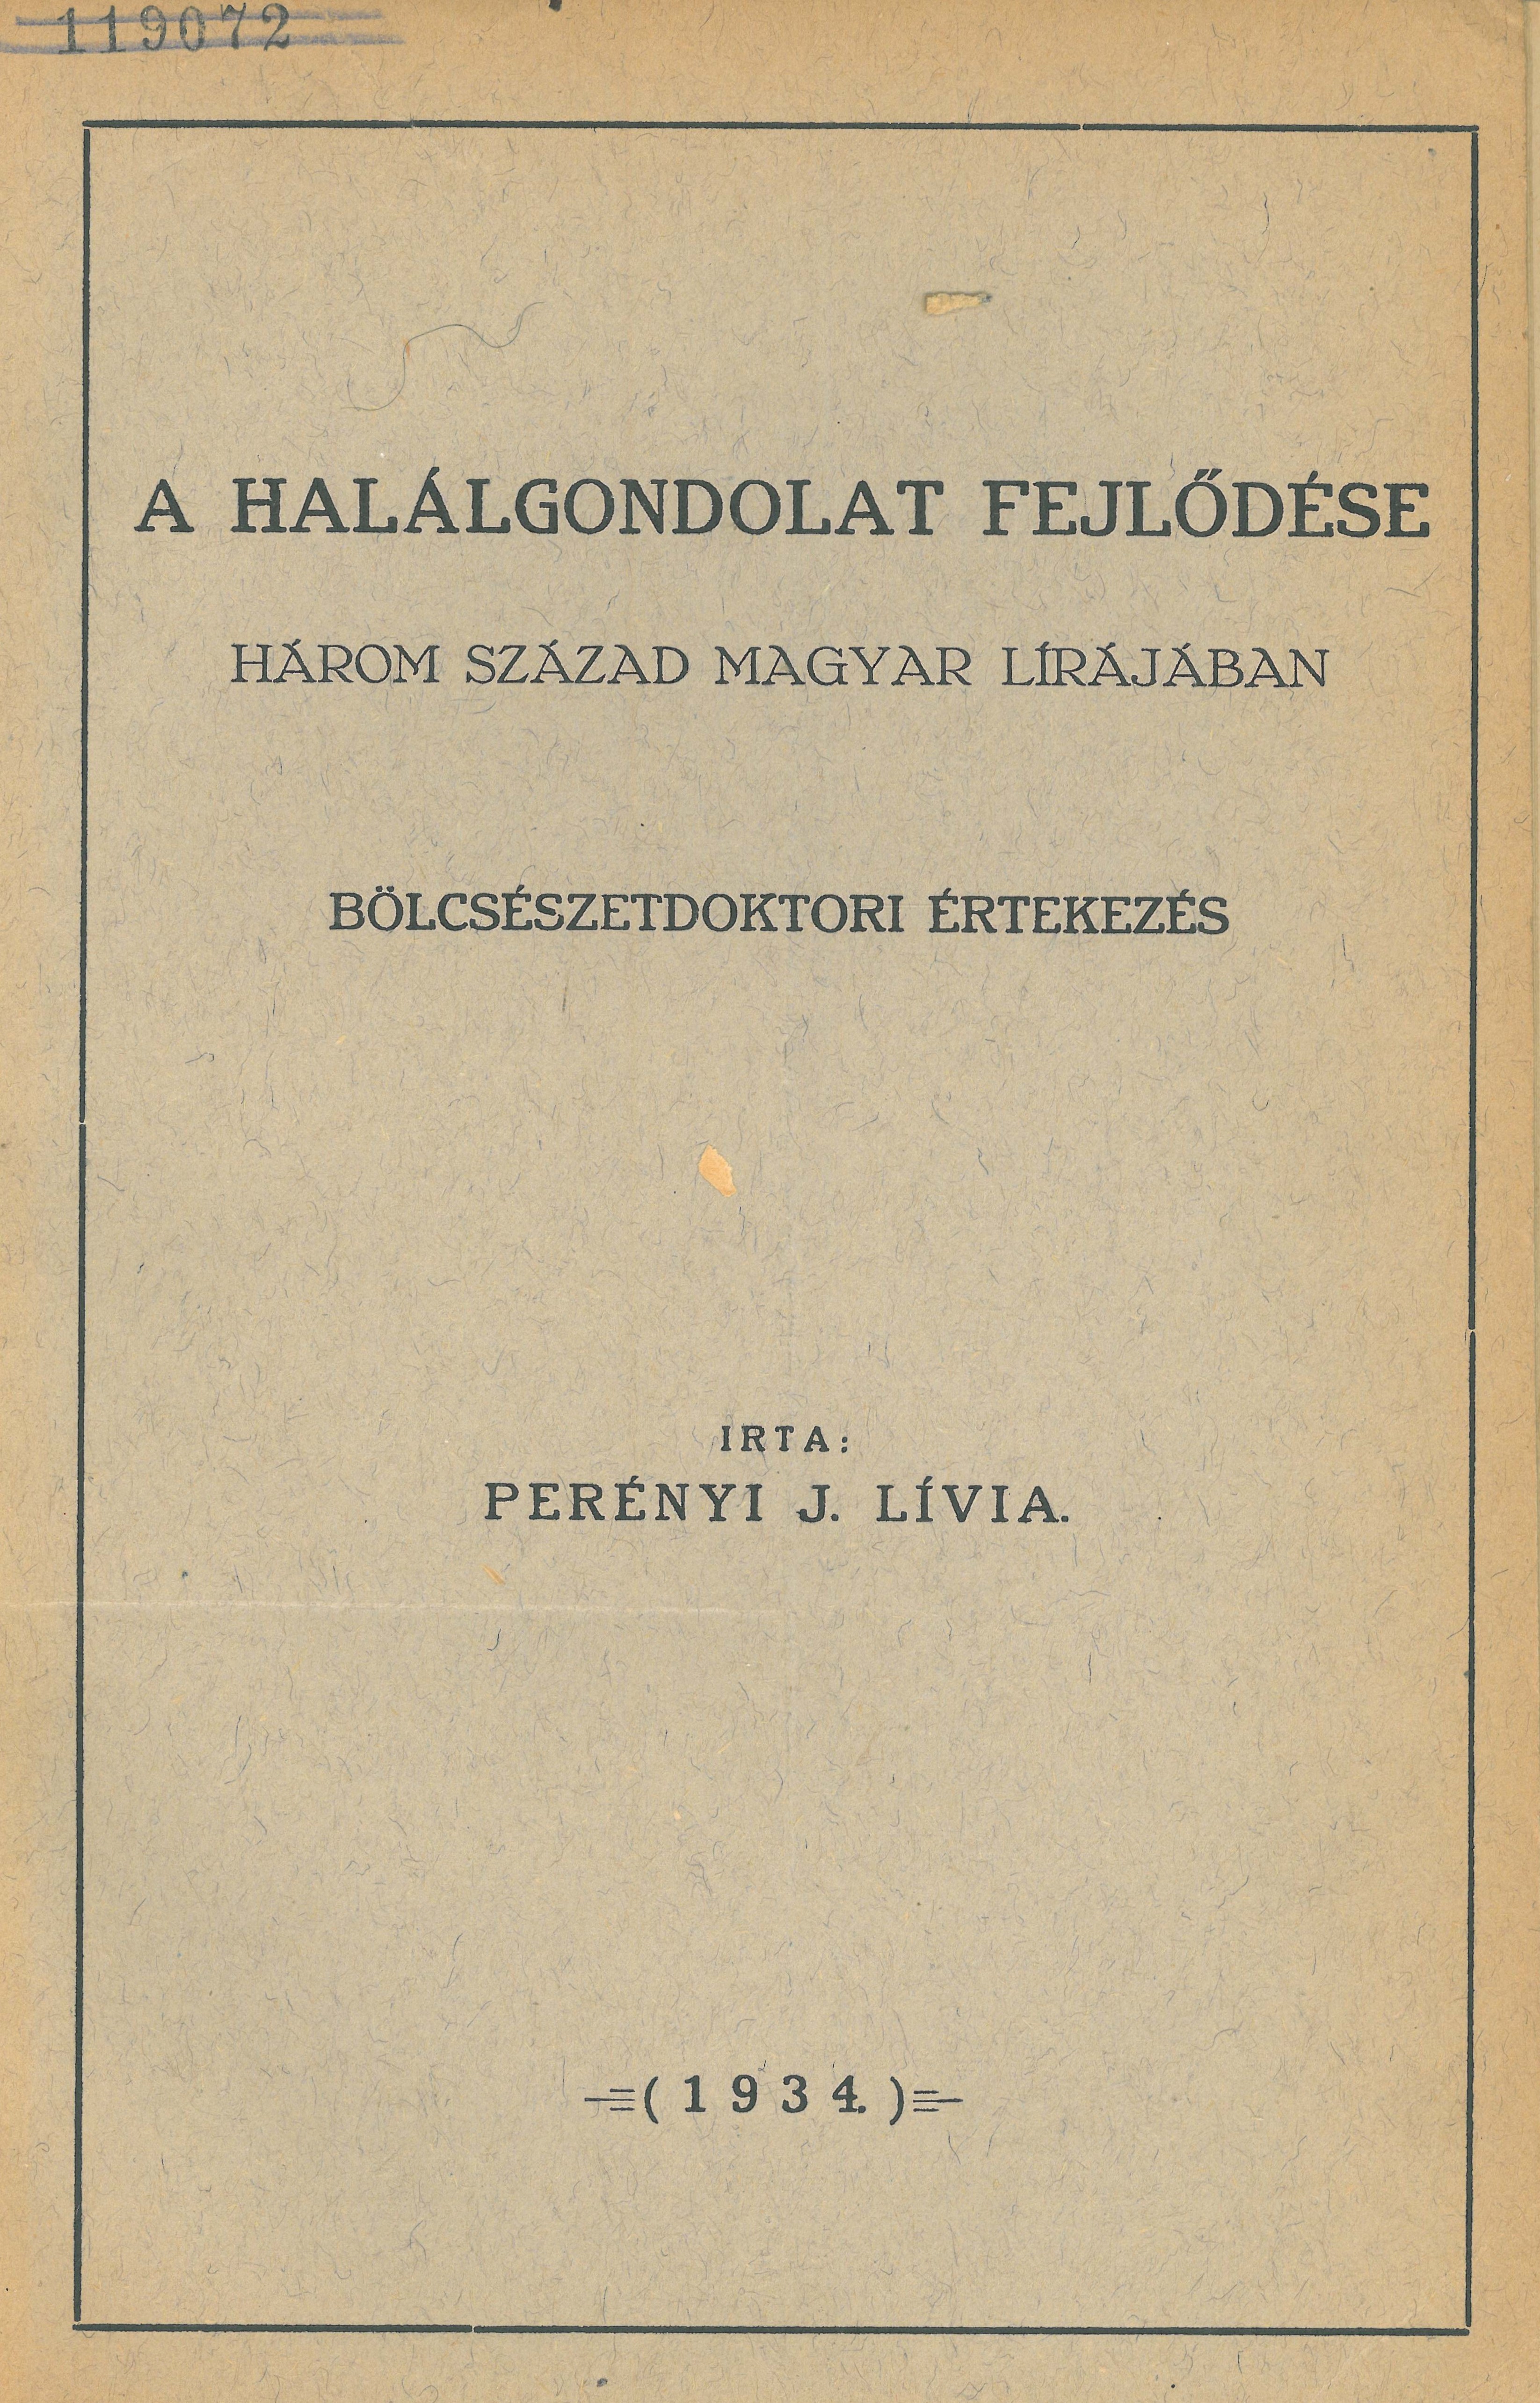 119072
A HALÁLGONDOLAT FEJLŐDÉSE
HÁROM SZÁZAD MAGYAR LÍRÁJÁBAN
BÖLCSÉSZETDOKTORI ÉRTEKEZÉS
IRTA:
PERÉNYI J. LÍVIA.
(1934.)